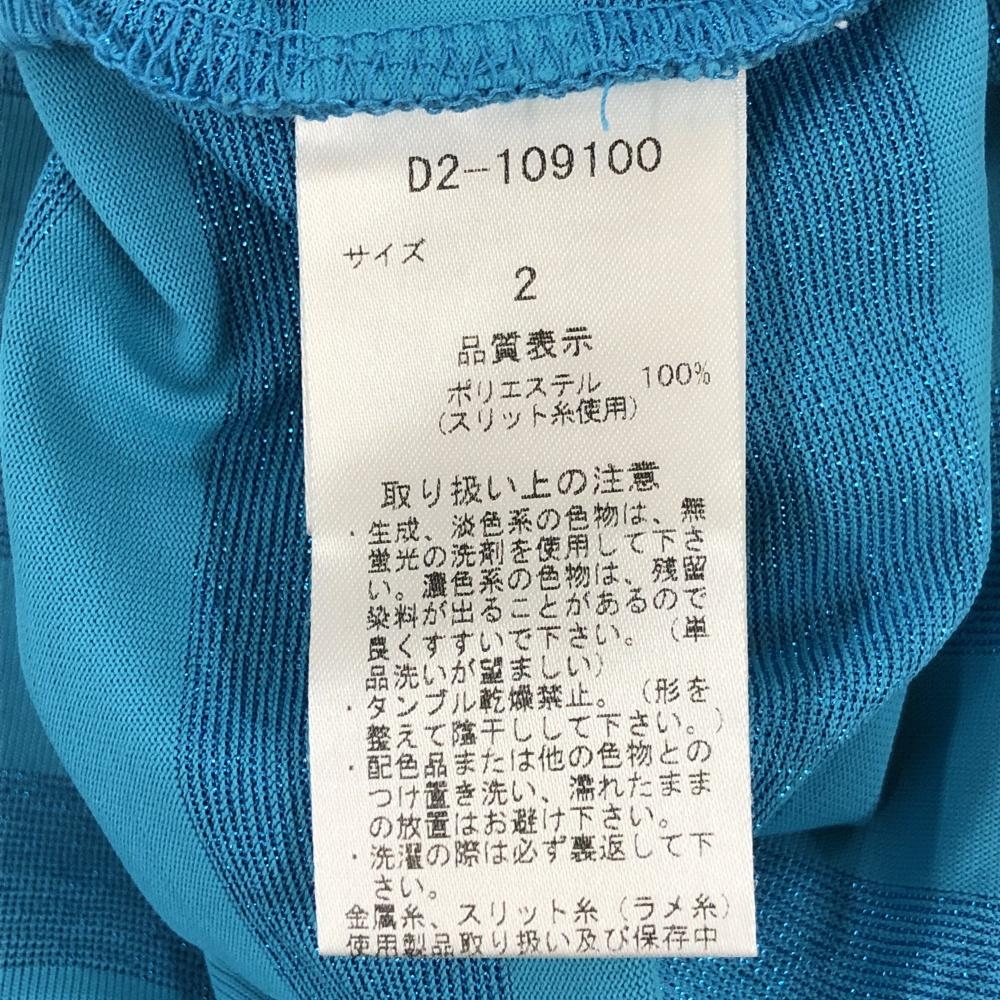 D2-109100
サイズ
2
品質表示
ポリエステル 100%
(スリット糸使用)
取り扱い上の注意
・生成、淡色系の色物は、無
蛍光の洗剤を使用して下さ
い。濃色系の色物は、残留
染料が出ることがあるので
良くすすいで下さい。(単
品洗いが望ましい)
・タンブル乾燥禁止。(形を
整えて陰干しして下さい。)
・配色品または他の色物との
つけ置き洗い、濡れたまま
の放置はお避け下さい。
・洗濯の際は必ず裏返して下
さい。
金属糸、スリット糸(ラメ糸)
使用製品取り扱い及び保存中